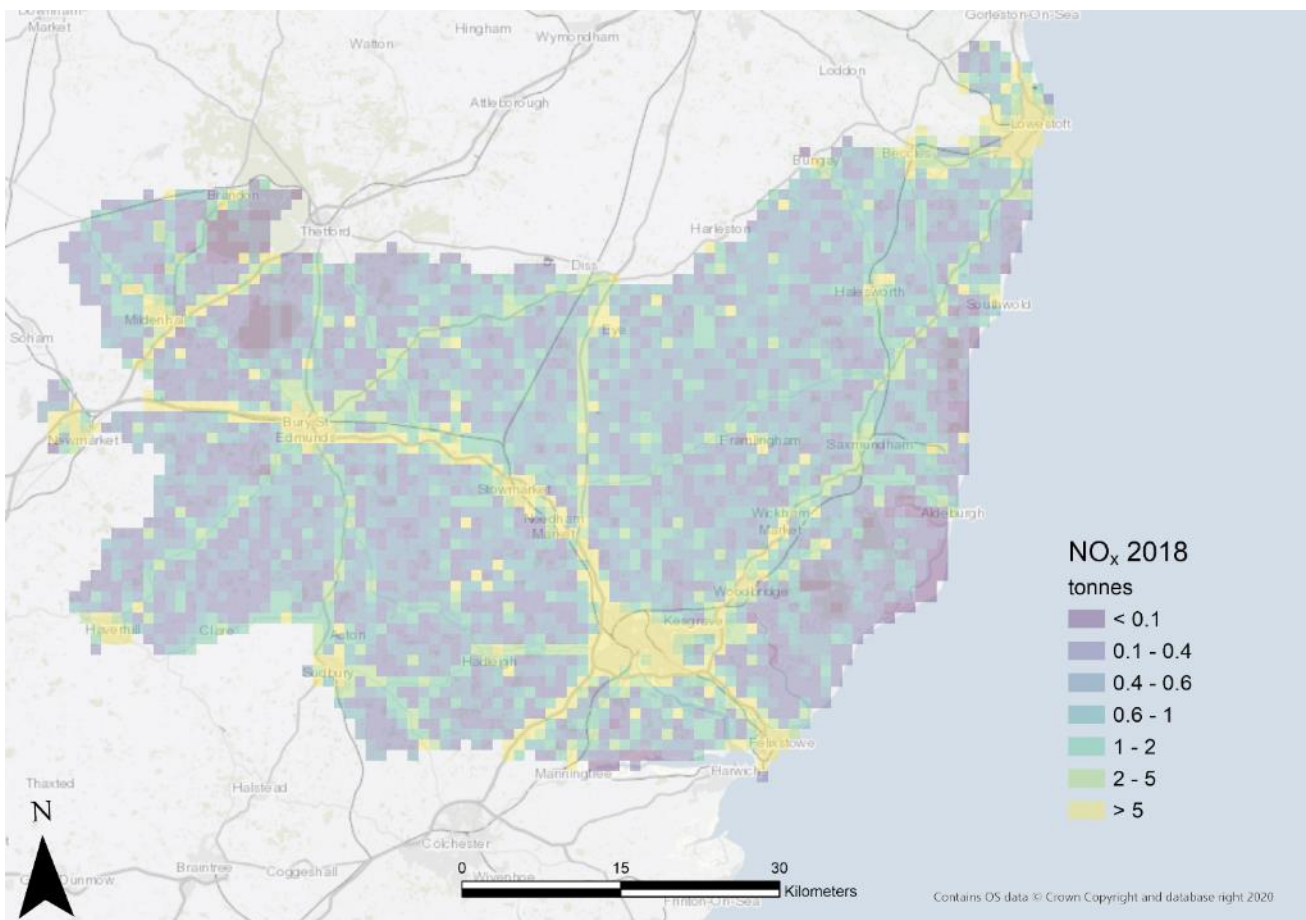 Market
Hingham
Wymondham
Gorleston-On-Sea
Watton
Loddon
Attleborough
Lowestoft
Bungay
Beccles
Brandon
Thetford
Harleston
Diss
Halesworth
Southwold
Mildenhall
Eye
Soham
Newmarket
Bury St
Edmunds
Framlingham
Saxmundham
Stowmarket
Needham
Market
Wickham
Market
Aldeburgh
Woodbridge
Kesgrave
Haverhill
Clare
Acton
Hadleigh
Sudbury
Felixstowe
Manningtree
Harwich
Thaxted
Halstead
Colchester
Braintree
Coggeshall
Dunmow
Wivenhoe
Frinton-On-Sea
NOₓ 2018
tonnes
< 0.1
0.1 - 0.4
0.4 - 0.6
0.6 - 1
1 - 2
2 - 5
> 5
N
0 15 30
Kilometers
Contains OS data © Crown Copyright and database right 2020